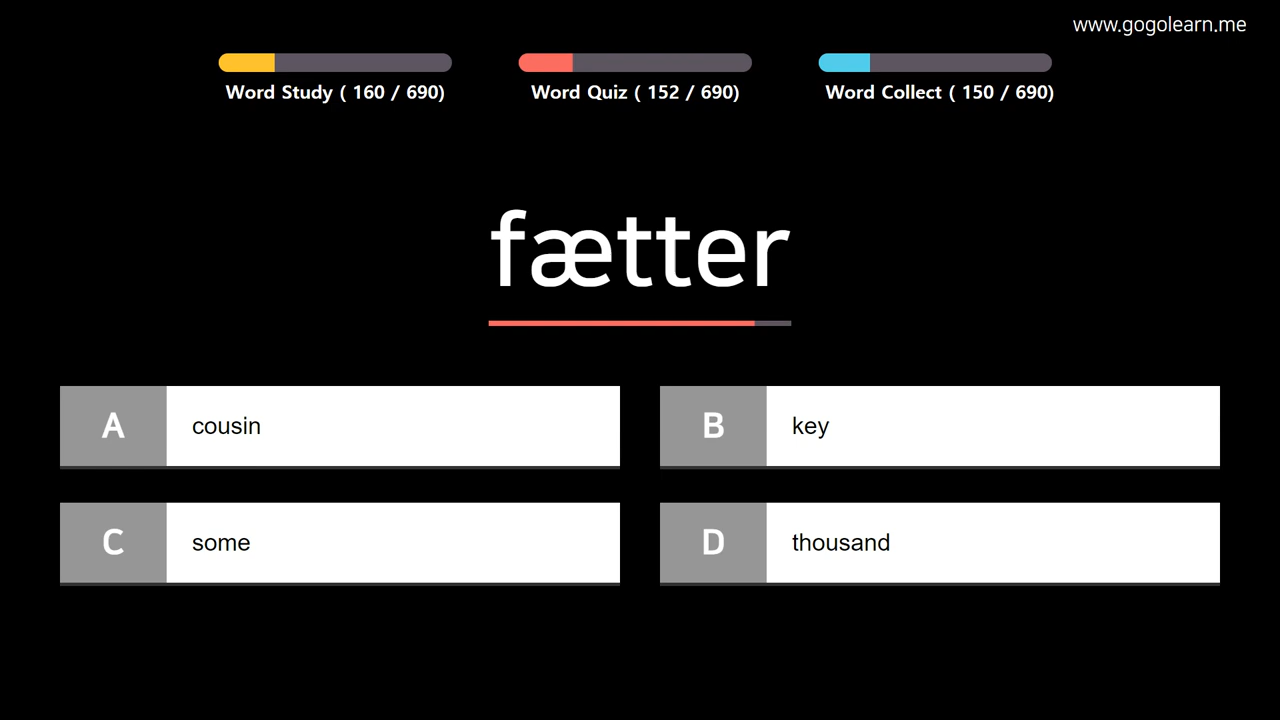 www.gogolearn.me
Word Study ( 160 / 690)
Word Quiz ( 152 / 690)
Word Collect ( 150 / 690)
fætter
A cousin
B key
C some
D thousand